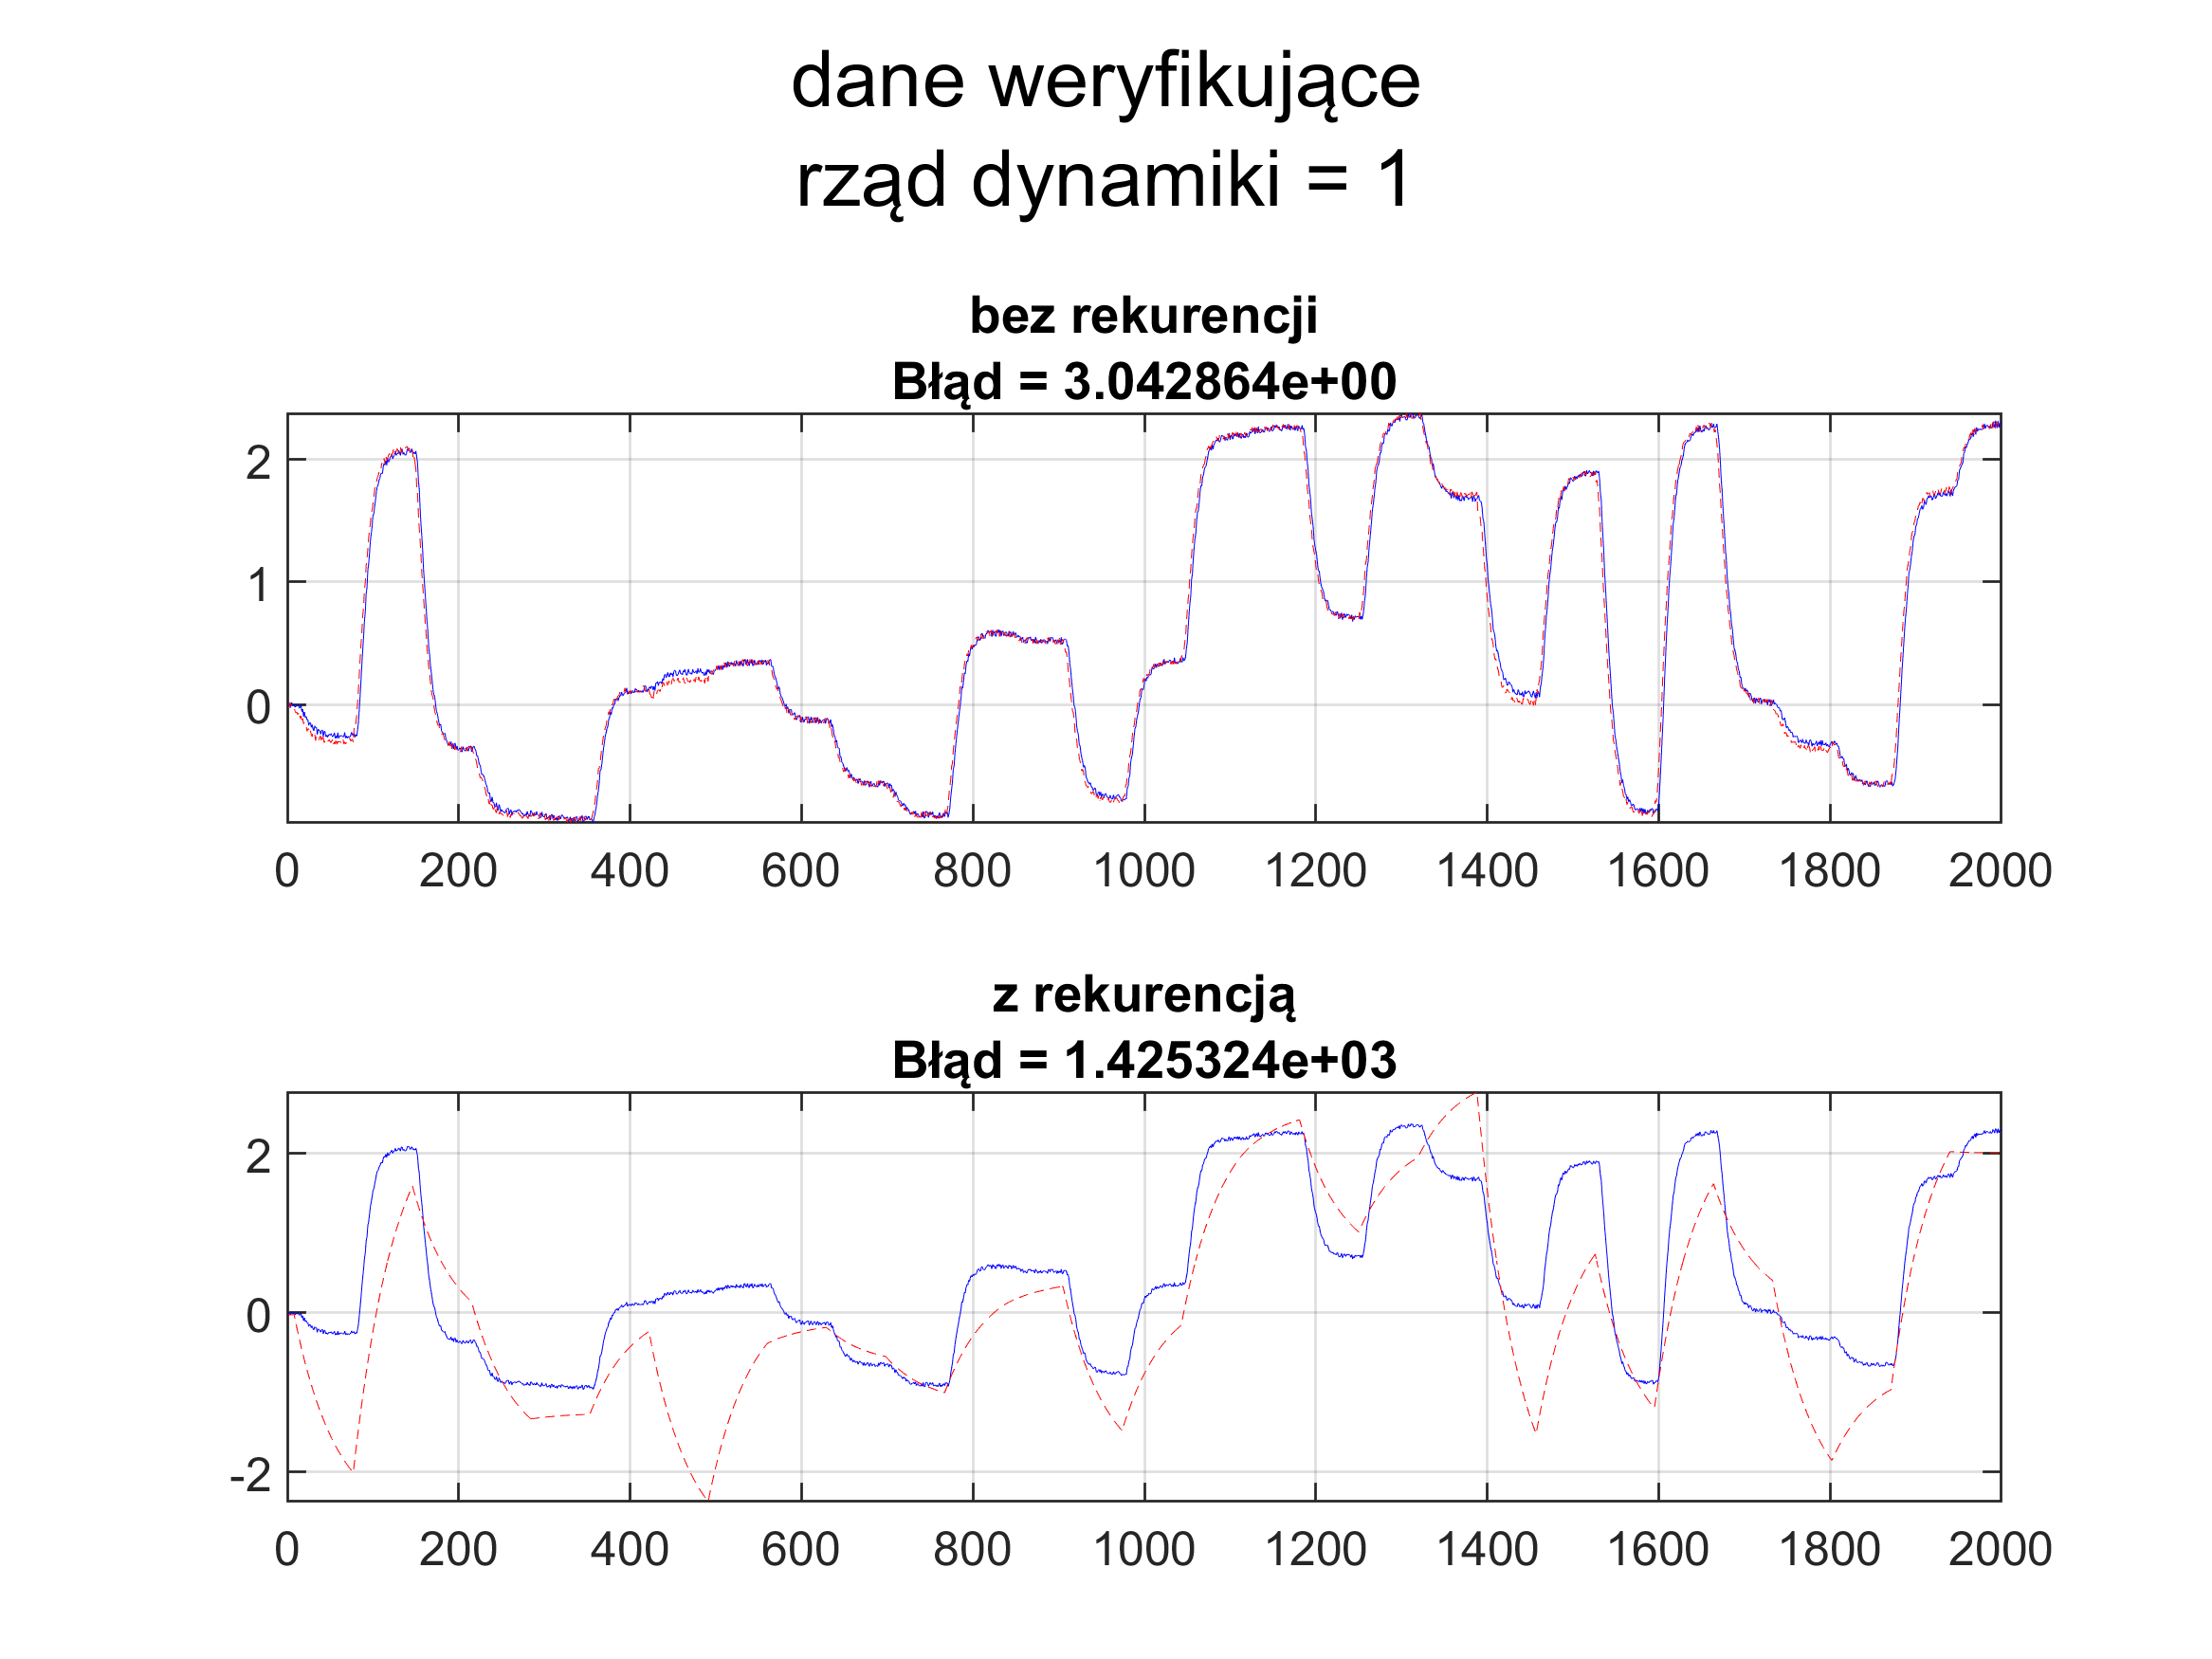 dane weryfikujące
rząd dynamiki = 1
bez rekurencji
Błąd = 3.042864e+00
2
1
0
0 200 400 600 800 1000 1200 1400 1600 1800 2000
z rekurencją
Błąd = 1.425324e+03
2
0
-2
0 200 400 600 800 1000 1200 1400 1600 1800 2000